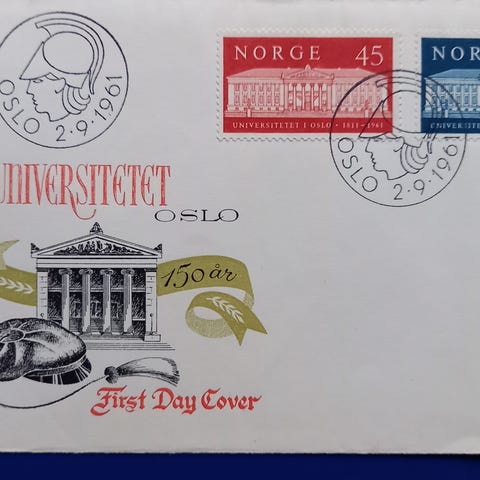 OSLO 2.9.1961
NORGE 45
UNIVERSITETET I OSLO · 1811-1961
NOR
UNIVERSITE
OSLO 2.9.1961
UNIVERSITETET
OSLO
150 år
First Day Cover